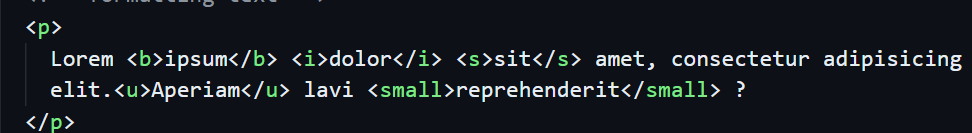 <p>
Lorem <b>ipsum</b> <i>dolor</i> <s>sit</s> amet, consectetur adipisicing
elit.<u>Aperiam</u> lavi <small>reprehenderit</small> ?
</p>